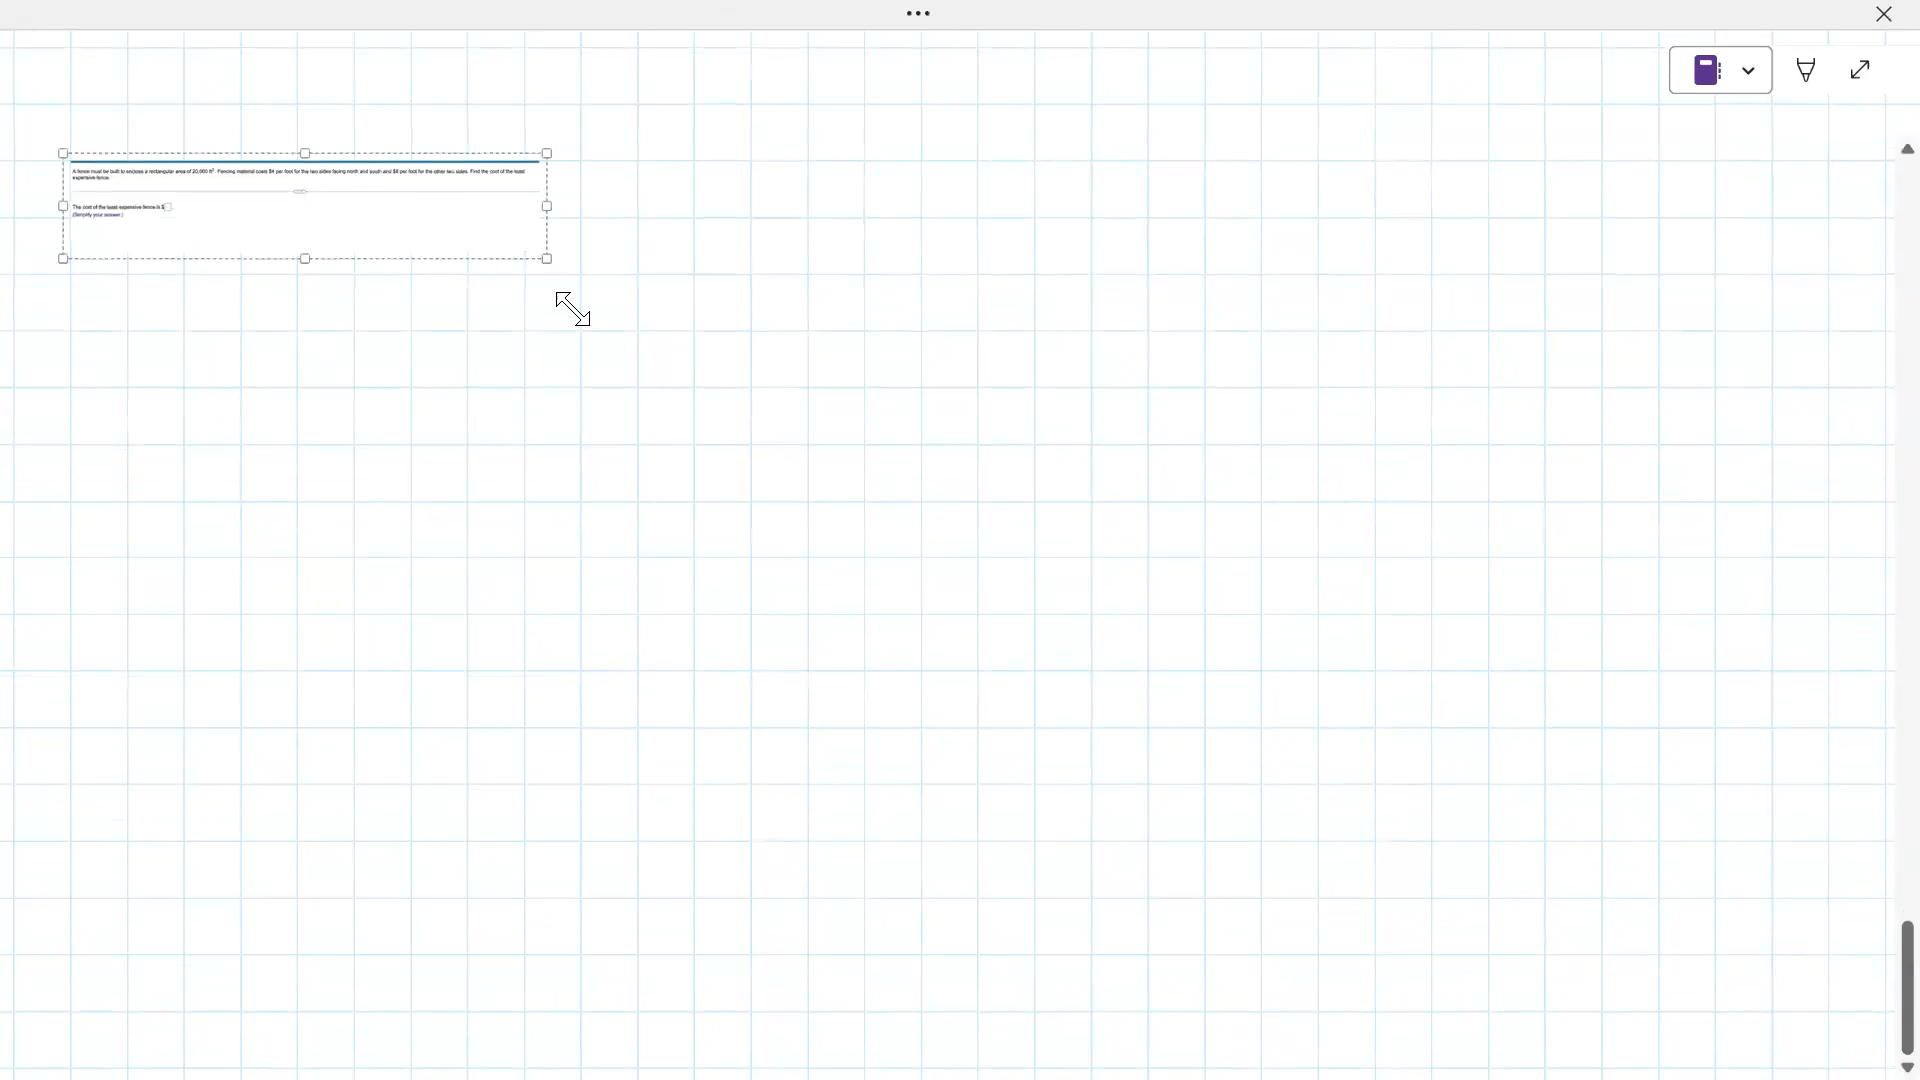 A fence must be built to enclose a rectangular area of 20,000 ft². Fencing material costs $4 per foot for the two sides facing north and south and $8 per foot for the other two sides. Find the cost of the least
expensive fence.
The cost of the least expensive fence is $
(Simplify your answer.)